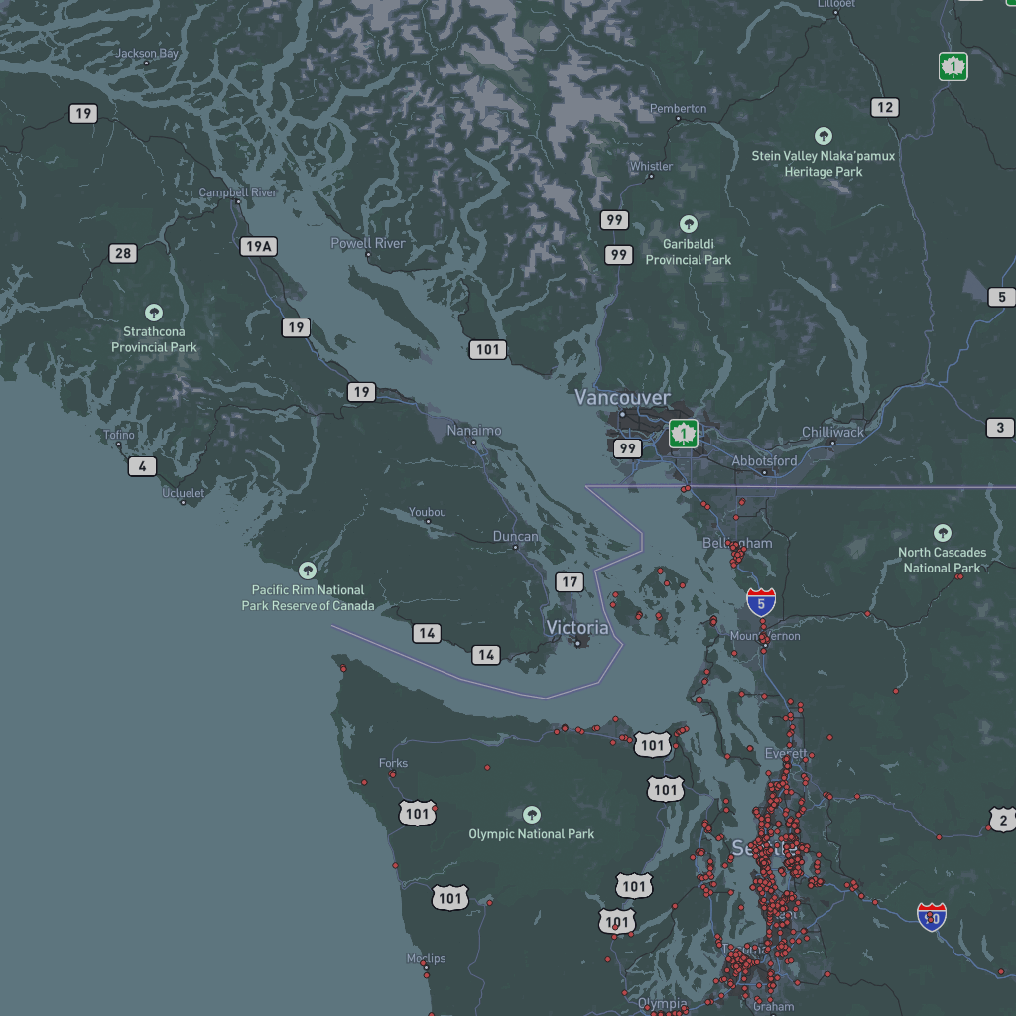 Lillooet
Jackson Bay
1
19
12
Pemberton
Stein Valley Nlaka'pamux
Heritage Park
Whistler
Campbell River
99
Powell River
19A
28
99
Garibaldi
Provincial Park
5
Strathcona
Provincial Park
19
101
19
Vancouver
Nanaimo
1
Chilliwack
3
Tofino
99
Abbotsford
4
Ucluelet
Youbou
Duncan
Bellingham
North Cascades
National Park
Pacific Rim National
Park Reserve of Canada
17
5
14
Victoria
Mount Vernon
14
101
Everett
Forks
101
101
Olympic National Park
2
Seattle
101
101
101
90
Tacoma
Moclips
Olympia
Graham